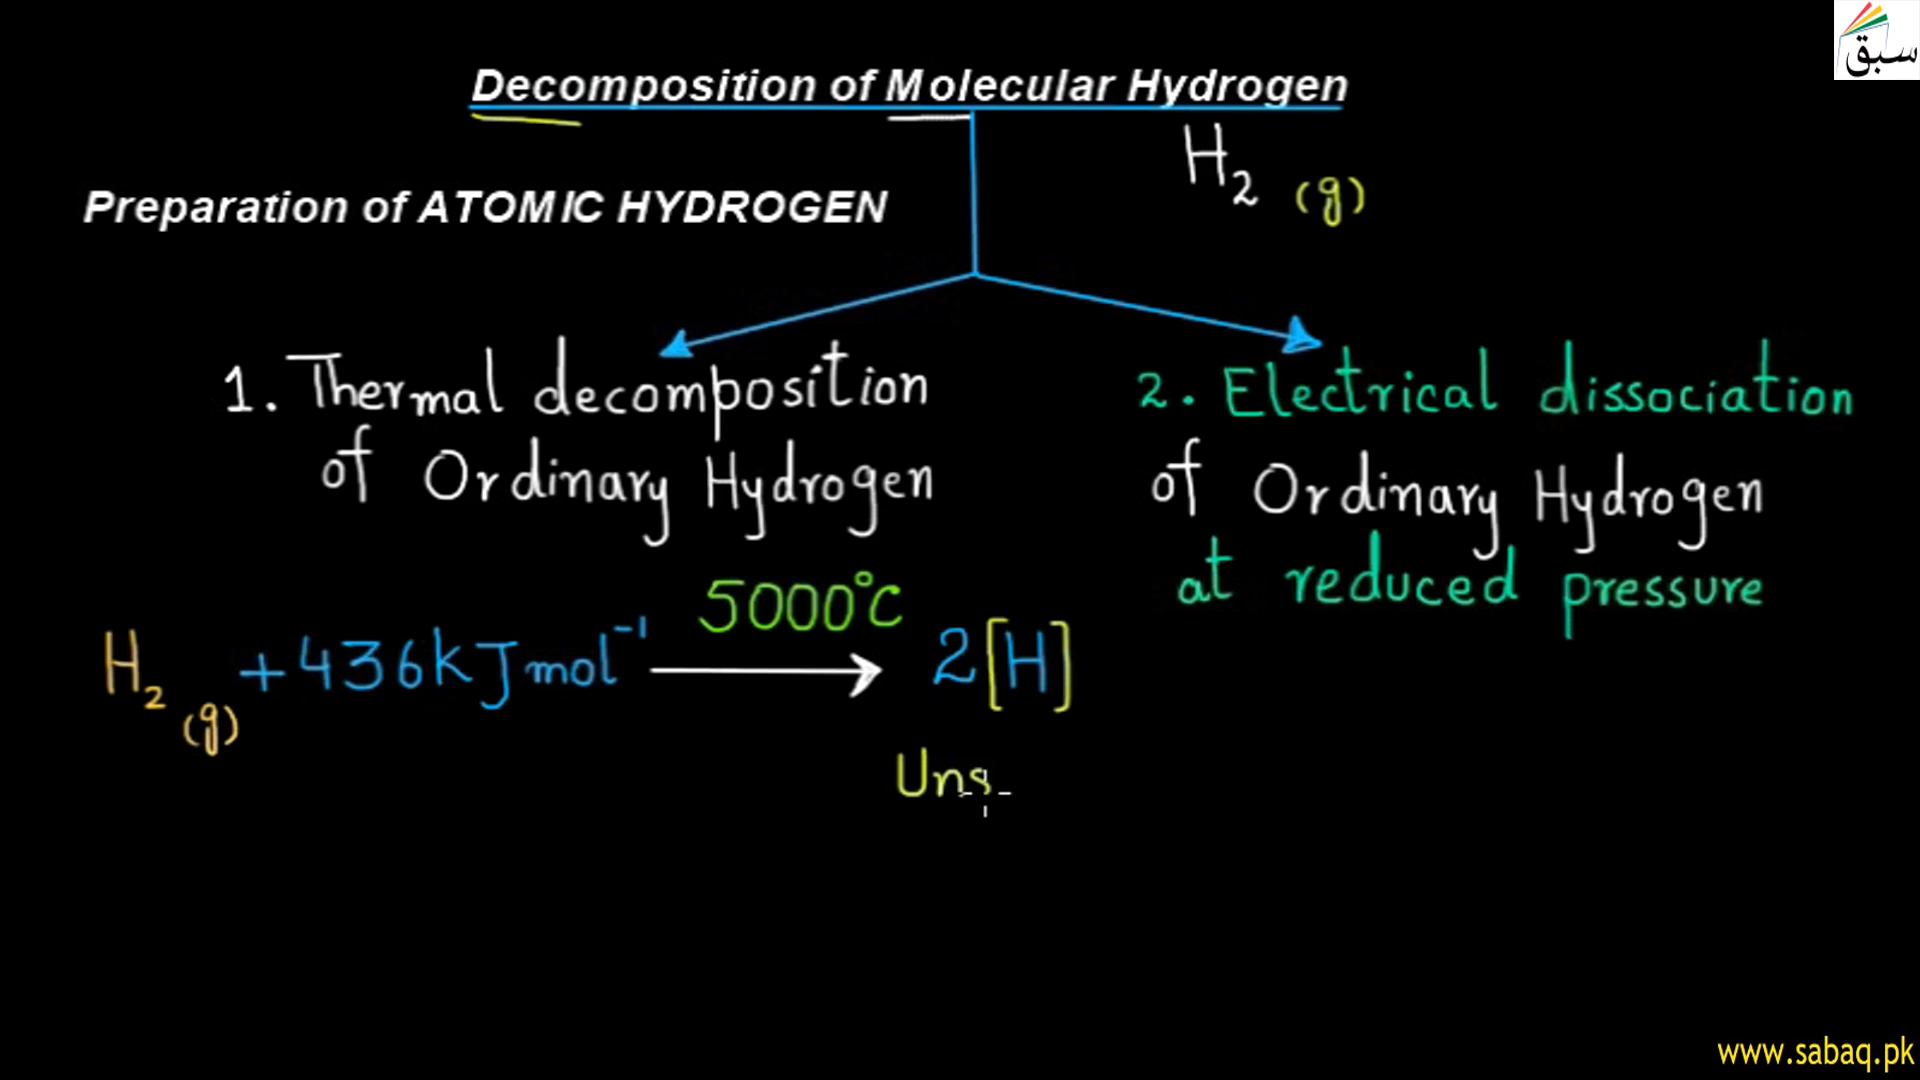 سبق
Decomposition of Molecular Hydrogen
H₂ (g)
Preparation of ATOMIC HYDROGEN
1. Thermal decomposition
of Ordinary Hydrogen
2. Electrical dissociation
of Ordinary Hydrogen
at reduced pressure
5000°C
H₂ (g) + 436kJmol⁻¹ ⟶ 2[H]
Uns
www.sabaq.pk